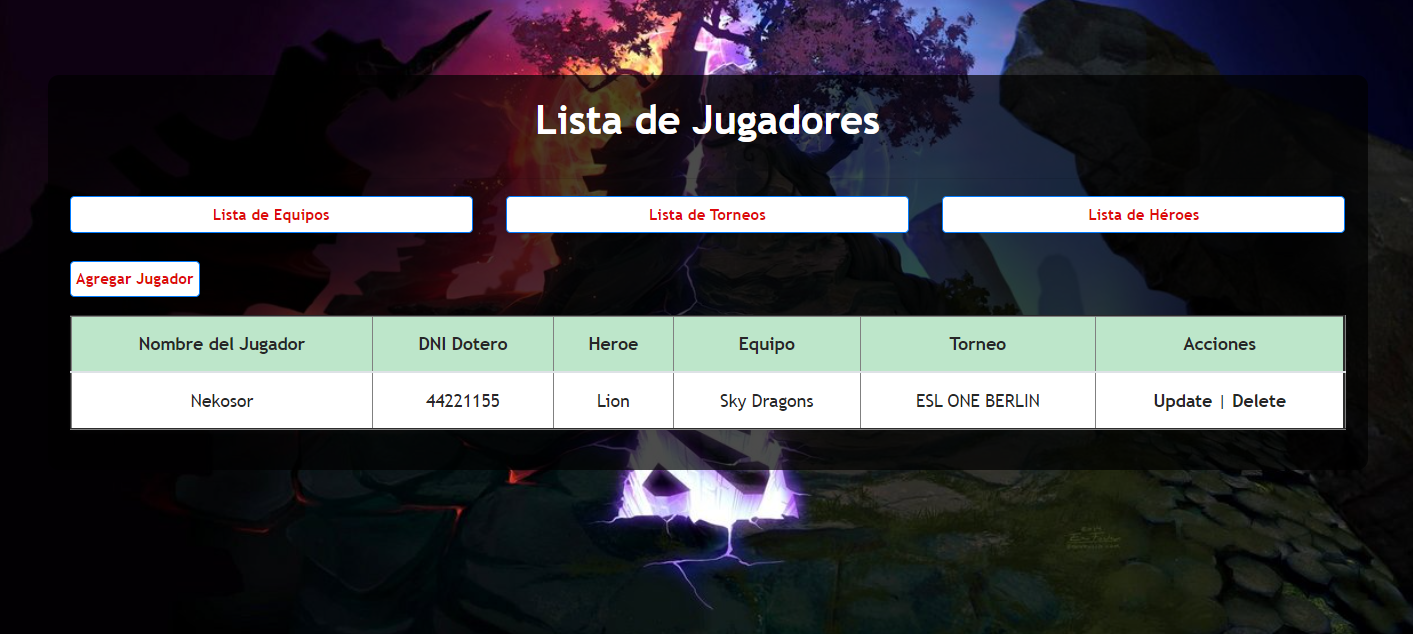 Lista de Jugadores
Lista de Equipos Lista de Torneos Lista de Héroes
Agregar Jugador
Nombre del Jugador DNI Dotero Heroe Equipo Torneo Acciones
Nekosor 44221155 Lion Sky Dragons ESL ONE BERLIN Update | Delete